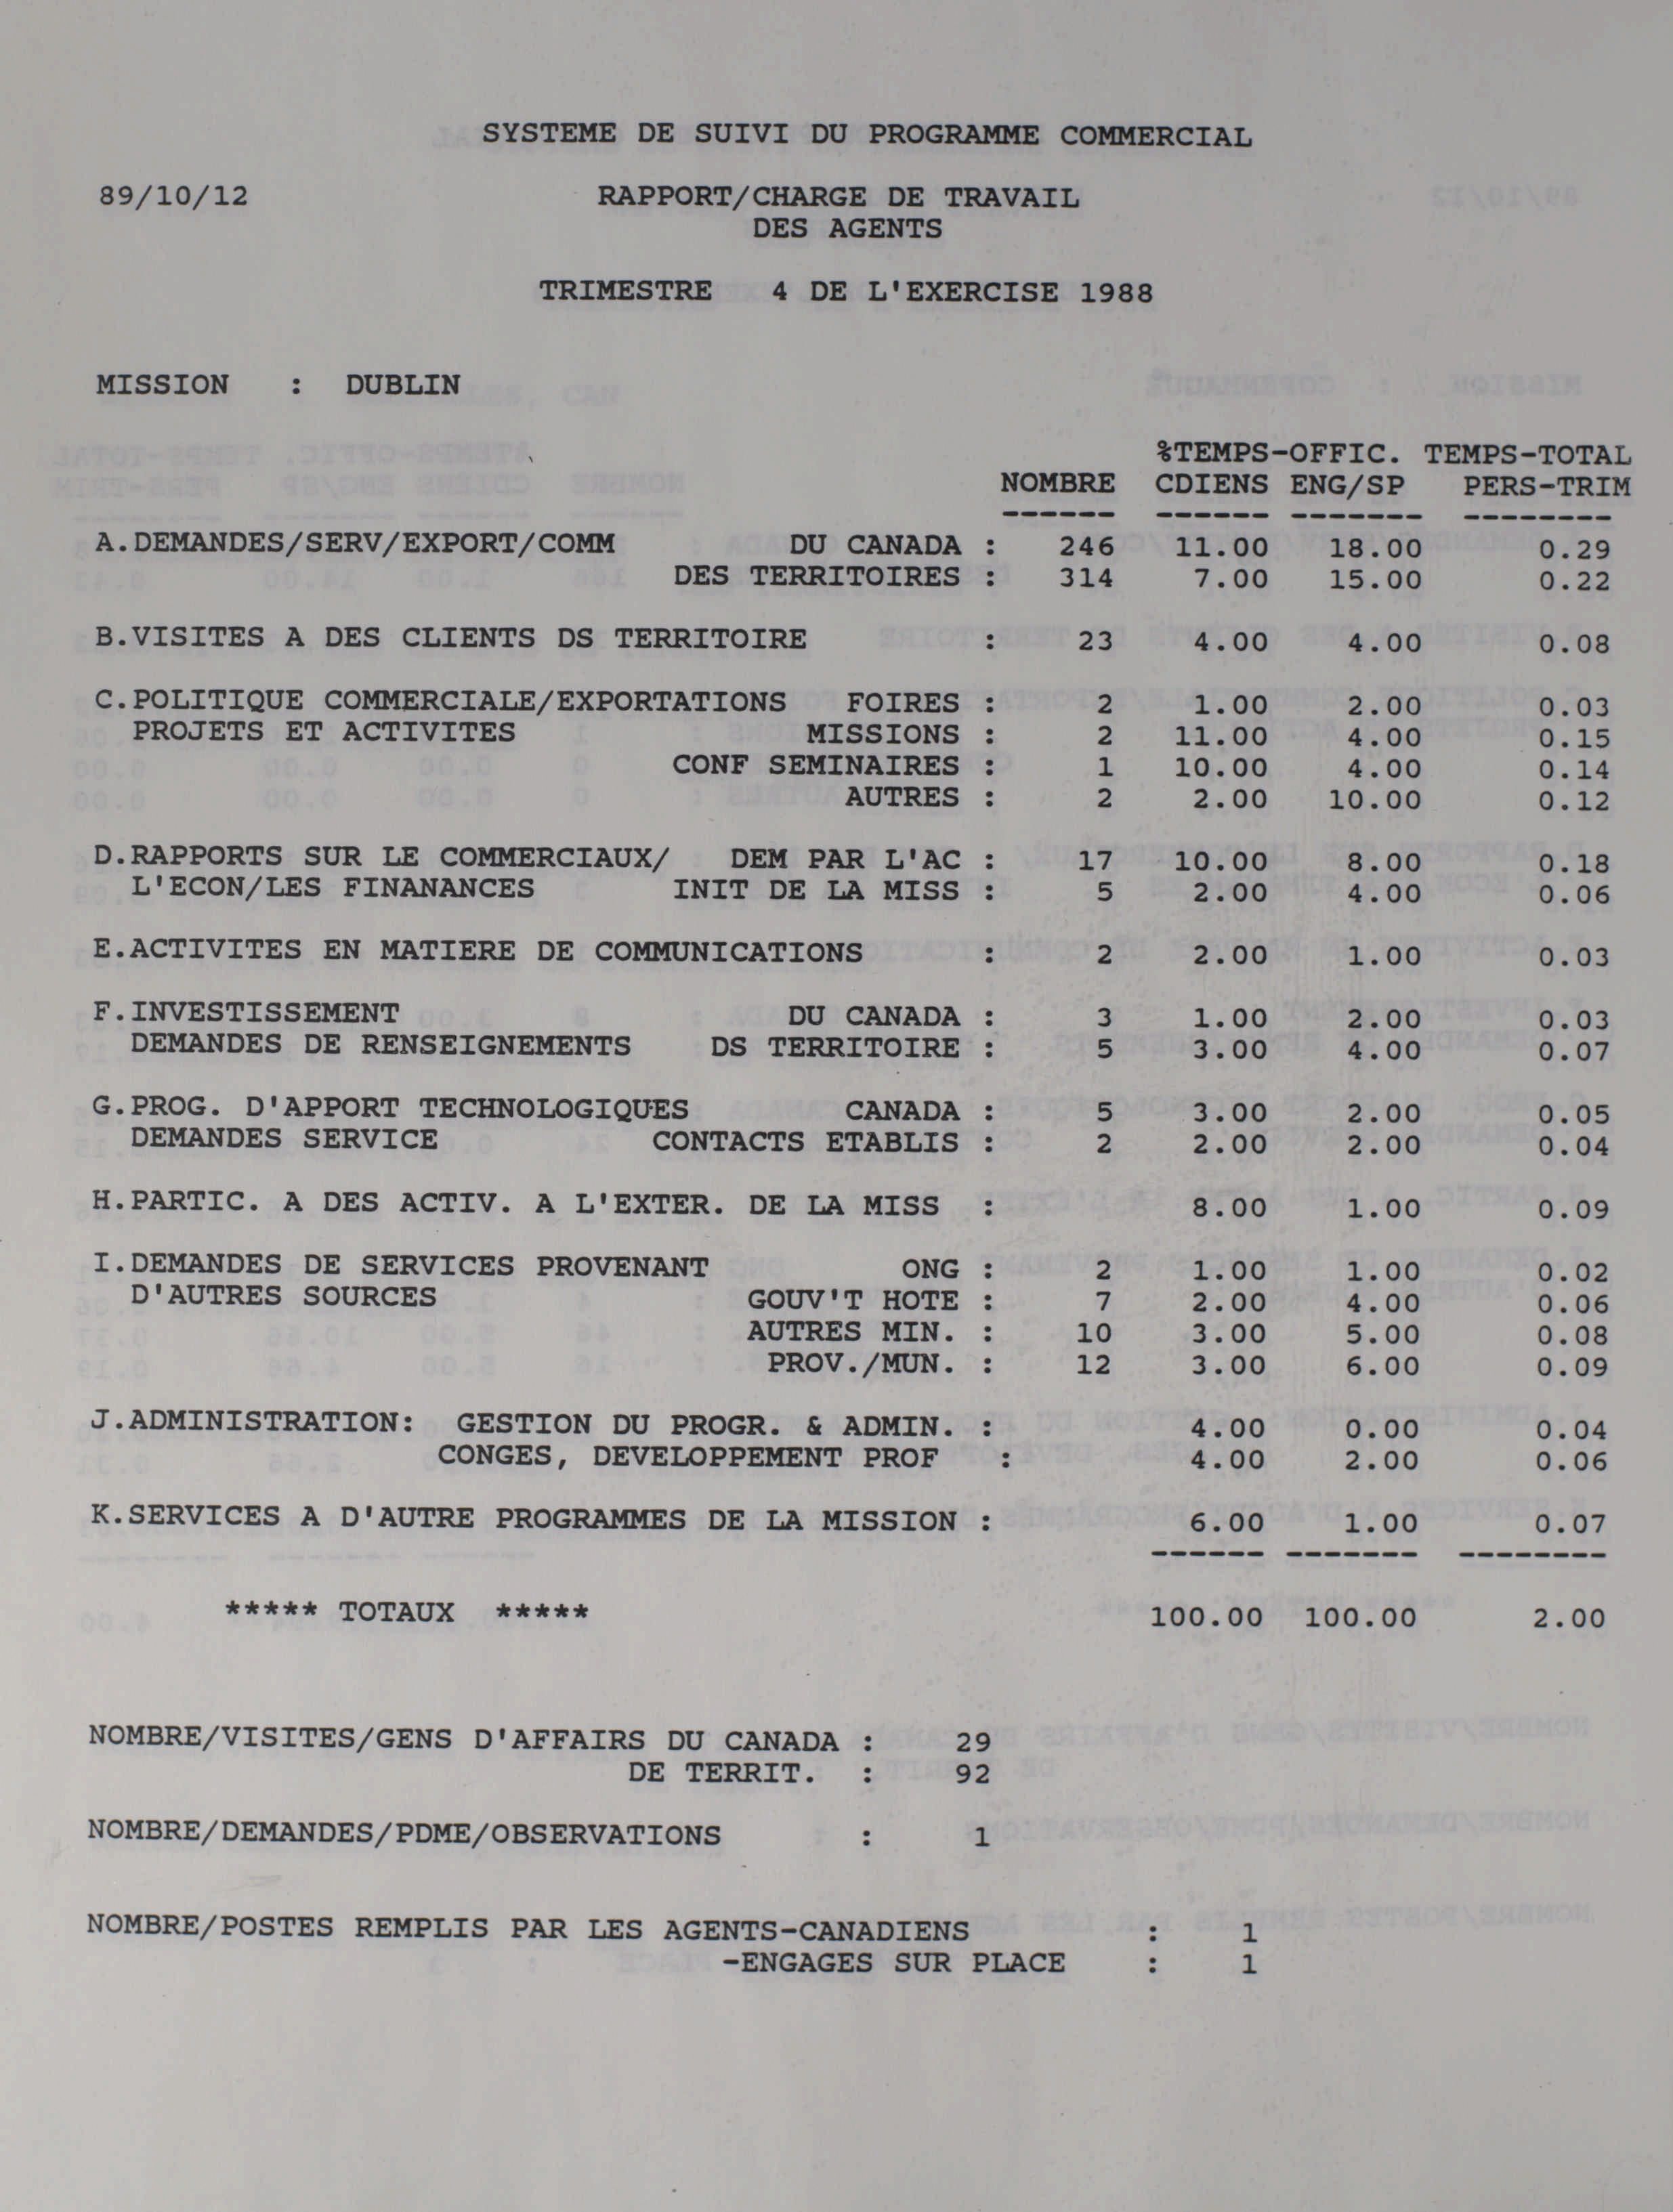 SYSTEME DE SUIVI DU PROGRAMME COMMERCIAL
89/10/12 RAPPORT/CHARGE DE TRAVAIL
DES AGENTS
TRIMESTRE 4 DE L'EXERCISE 1988
MISSION : DUBLIN
%TEMPS-OFFIC. TEMPS-TOTAL
NOMBRE CDIENS ENG/SP PERS-TRIM
------ ------ ------- --------
A.DEMANDES/SERV/EXPORT/COMM DU CANADA : 246 11.00 18.00 0.29
DES TERRITOIRES : 314 7.00 15.00 0.22
B.VISITES A DES CLIENTS DS TERRITOIRE : 23 4.00 4.00 0.08
C.POLITIQUE COMMERCIALE/EXPORTATIONS FOIRES : 2 1.00 2.00 0.03
PROJETS ET ACTIVITES MISSIONS : 2 11.00 4.00 0.15
CONF SEMINAIRES : 1 10.00 4.00 0.14
AUTRES : 2 2.00 10.00 0.12
D.RAPPORTS SUR LE COMMERCIAUX/ DEM PAR L'AC : 17 10.00 8.00 0.18
L'ECON/LES FINANANCES INIT DE LA MISS : 5 2.00 4.00 0.06
E.ACTIVITES EN MATIERE DE COMMUNICATIONS : 2 2.00 1.00 0.03
F.INVESTISSEMENT DU CANADA : 3 1.00 2.00 0.03
DEMANDES DE RENSEIGNEMENTS DS TERRITOIRE : 5 3.00 4.00 0.07
G.PROG. D'APPORT TECHNOLOGIQUES CANADA : 5 3.00 2.00 0.05
DEMANDES SERVICE CONTACTS ETABLIS : 2 2.00 2.00 0.04
H.PARTIC. A DES ACTIV. A L'EXTER. DE LA MISS : 8.00 1.00 0.09
I.DEMANDES DE SERVICES PROVENANT ONG : 2 1.00 1.00 0.02
D'AUTRES SOURCES GOUV'T HOTE : 7 2.00 4.00 0.06
AUTRES MIN. : 10 3.00 5.00 0.08
PROV./MUN. : 12 3.00 6.00 0.09
J.ADMINISTRATION: GESTION DU PROGR. & ADMIN. : 4.00 0.00 0.04
CONGES, DEVELOPPEMENT PROF : 4.00 2.00 0.06
K.SERVICES A D'AUTRE PROGRAMMES DE LA MISSION : 6.00 1.00 0.07
------ ------- --------
***** TOTAUX ***** 100.00 100.00 2.00
NOMBRE/VISITES/GENS D'AFFAIRS DU CANADA : 29
DE TERRIT. : 92
NOMBRE/DEMANDES/PDME/OBSERVATIONS : 1
NOMBRE/POSTES REMPLIS PAR LES AGENTS-CANADIENS : 1
-ENGAGES SUR PLACE : 1